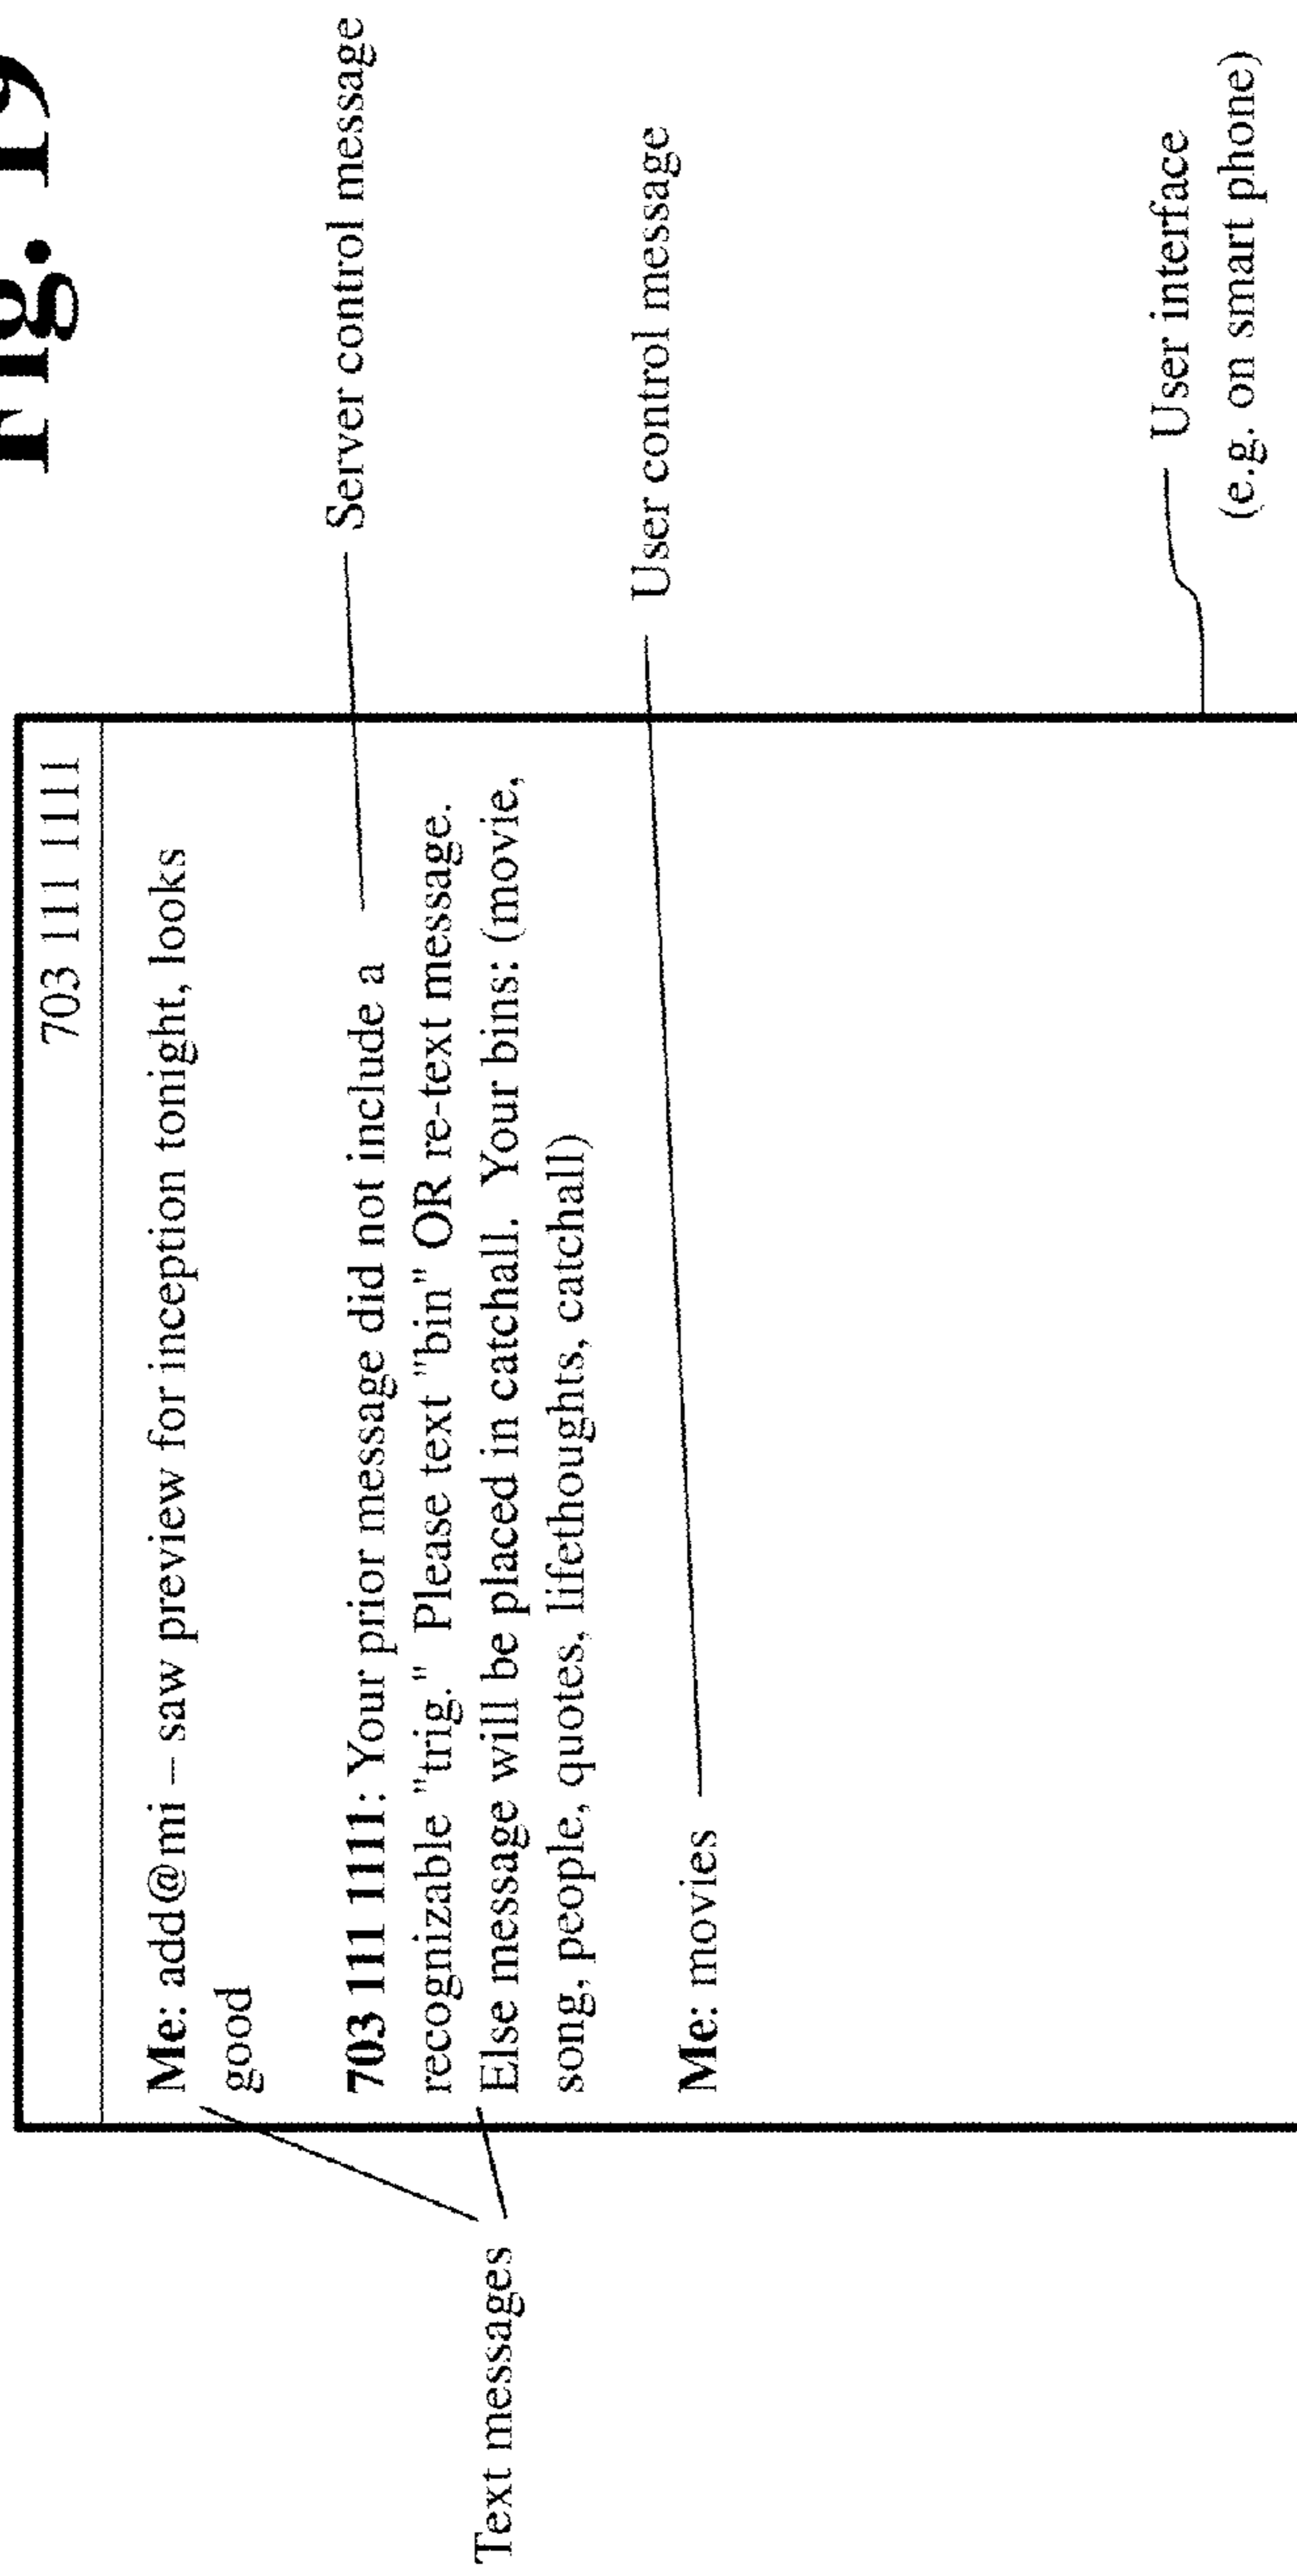 Fig. 19
703 111 1111
Me: add@mi – saw preview for inception tonight, looks
good
703 111 1111: Your prior message did not include a
recognizable "trig." Please text "bin" OR re-text message.
Else message will be placed in catchall. Your bins: (movie,
song, people, quotes, lifethoughts, catchall)
Me: movies
Text messages
Server control message
User control message
User interface
(e.g. on smart phone)